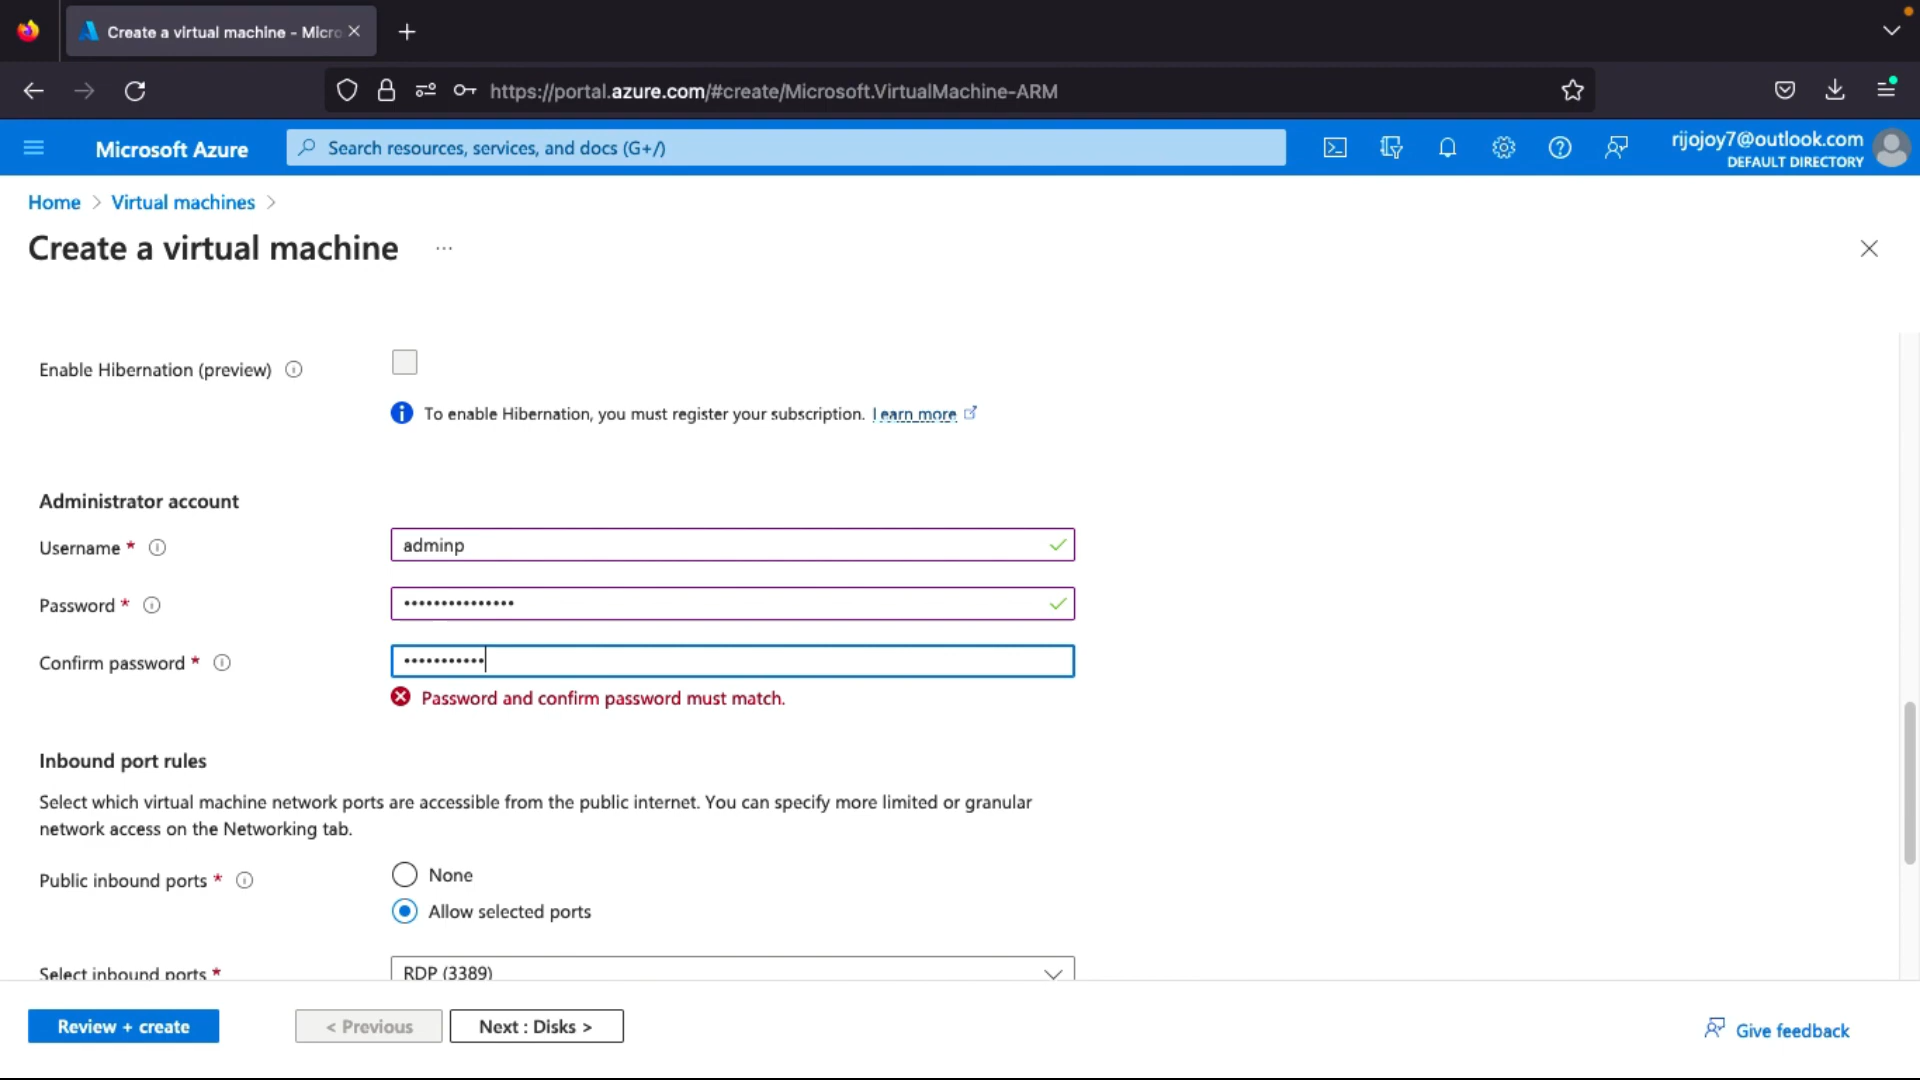 Create a virtual machine - Micro
https://portal.azure.com/#create/Microsoft.VirtualMachine-ARM
Microsoft Azure
Search resources, services, and docs (G+/)
rijojoy7@outlook.com
DEFAULT DIRECTORY
Home > Virtual machines >
Create a virtual machine ...
Enable Hibernation (preview)
To enable Hibernation, you must register your subscription. Learn more
Administrator account
Username *
adminp
Password *
•••••••••••••••
Confirm password *
•••••••••••
Password and confirm password must match.
Inbound port rules
Select which virtual machine network ports are accessible from the public internet. You can specify more limited or granular
network access on the Networking tab.
Public inbound ports *
None
Allow selected ports
Select inbound ports *
RDP (3389)
Review + create
< Previous
Next : Disks >
Give feedback